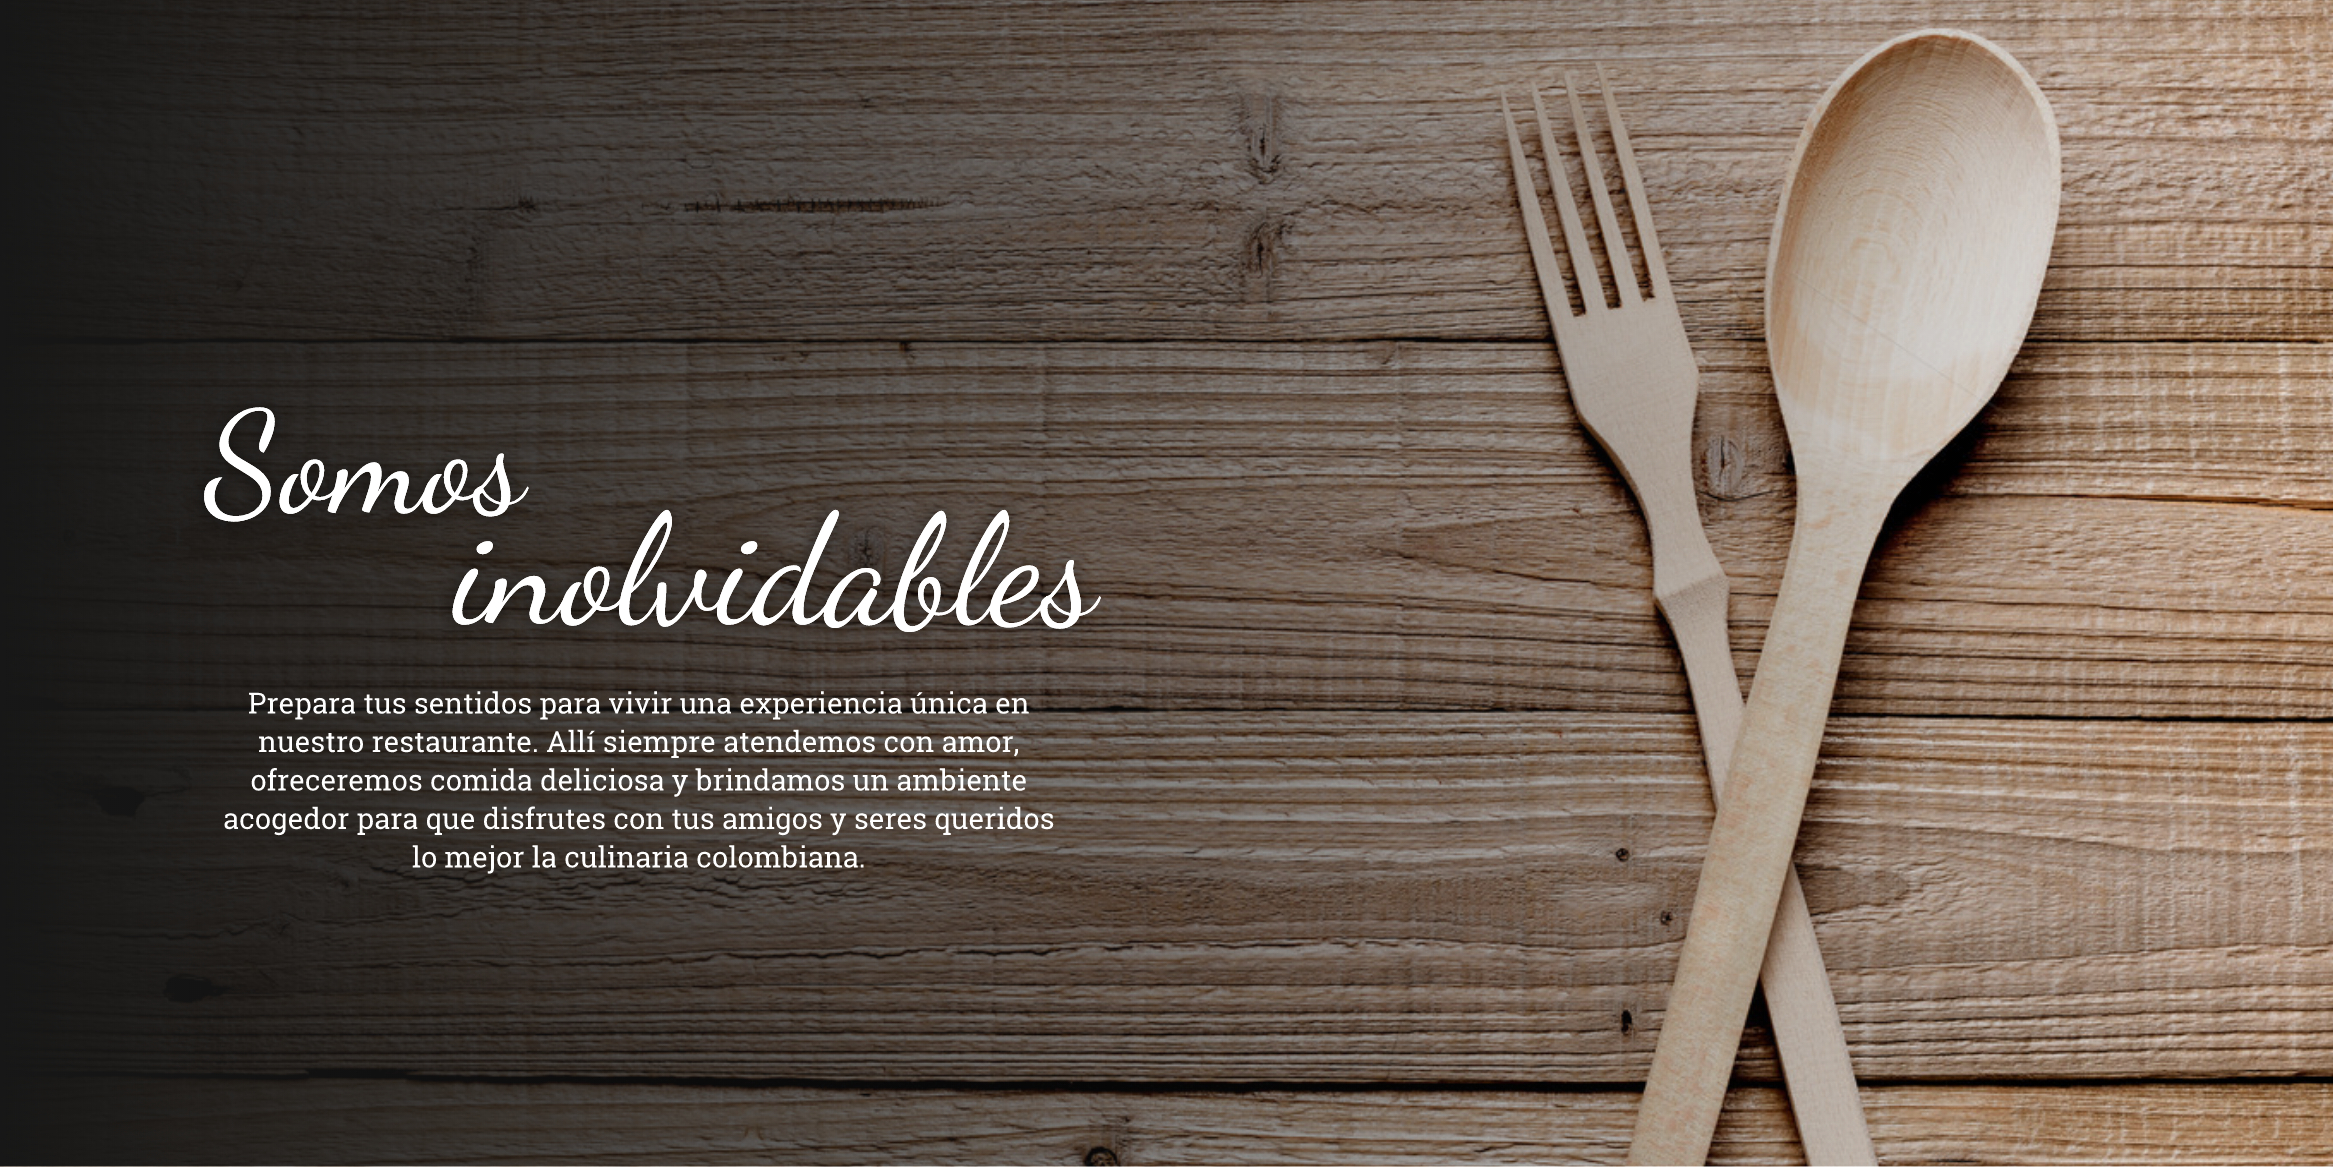 Somos
inolvidables
Prepara tus sentidos para vivir una experiencia única en
nuestro restaurante. Allí siempre atendemos con amor,
ofreceremos comida deliciosa y brindamos un ambiente
acogedor para que disfrutes con tus amigos y seres queridos
lo mejor la culinaria colombiana.